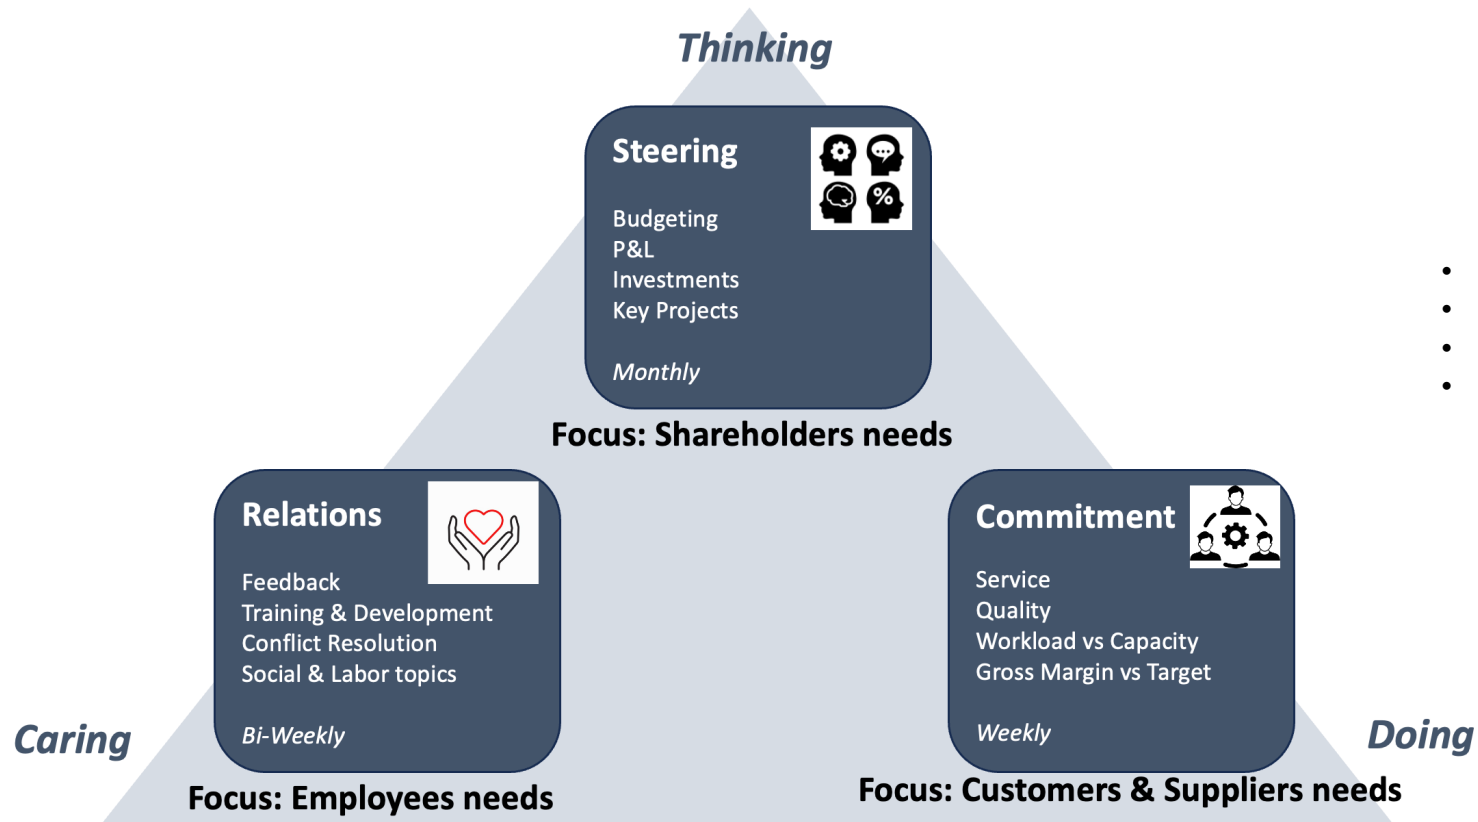 Thinking
Steering
Budgeting
P&L
Investments
Key Projects
Monthly
Focus: Shareholders needs
Relations
Feedback
Training & Development
Conflict Resolution
Social & Labor topics
Bi-Weekly
Caring
Focus: Employees needs
Commitment
Service
Quality
Workload vs Capacity
Gross Margin vs Target
Weekly
Doing
Focus: Customers & Suppliers needs